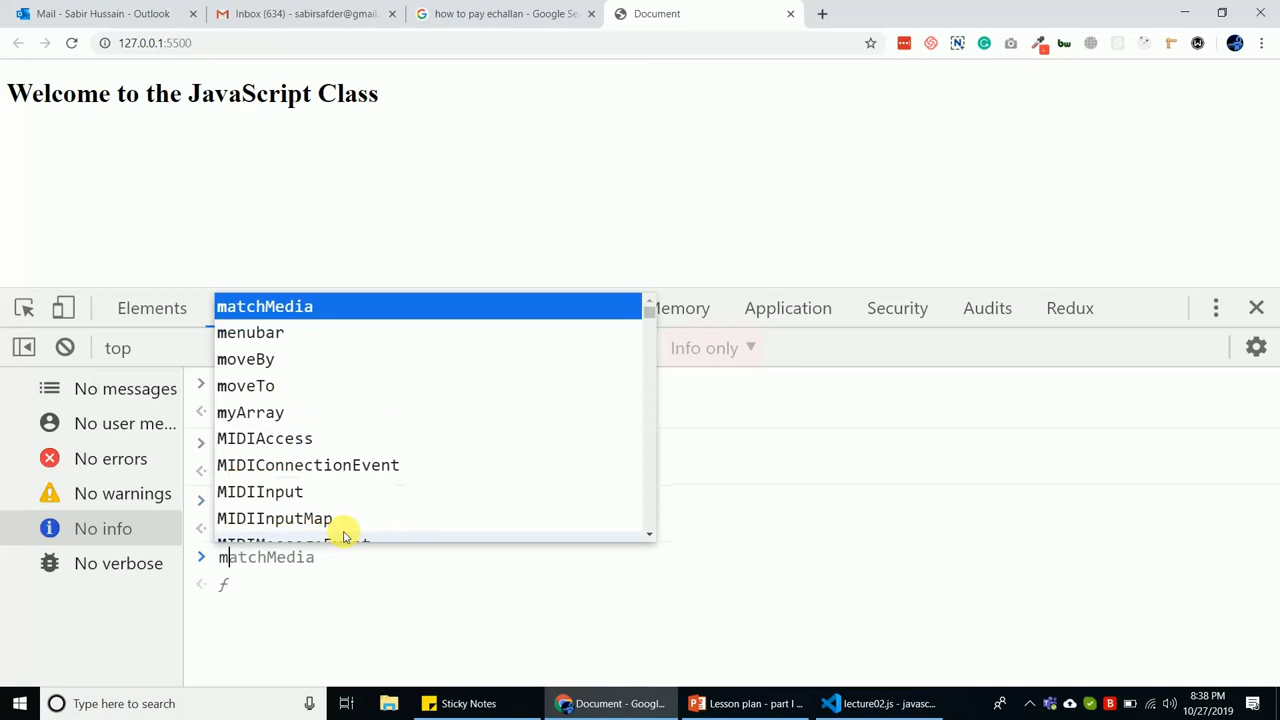 Mail - Sabir Hussain - Outlook
Inbox (634) - sabirsafder@gmail.
how to pay echallan - Google Se
Document
127.0.0.1:5500
Welcome to the JavaScript Class
Elements
Memory
Application
Security
Audits
Redux
top
Info only ▼
No messages
No user me...
No errors
No warnings
No info
No verbose
matchMedia
menubar
moveBy
moveTo
myArray
MIDIAccess
MIDIConnectionEvent
MIDIInput
MIDIInputMap
MIDIMessageEvent
matchMedia
f
Type here to search
Sticky Notes
Document - Googl...
Lesson plan - part I ...
lecture02.js - javasc...
8:38 PM
10/27/2019